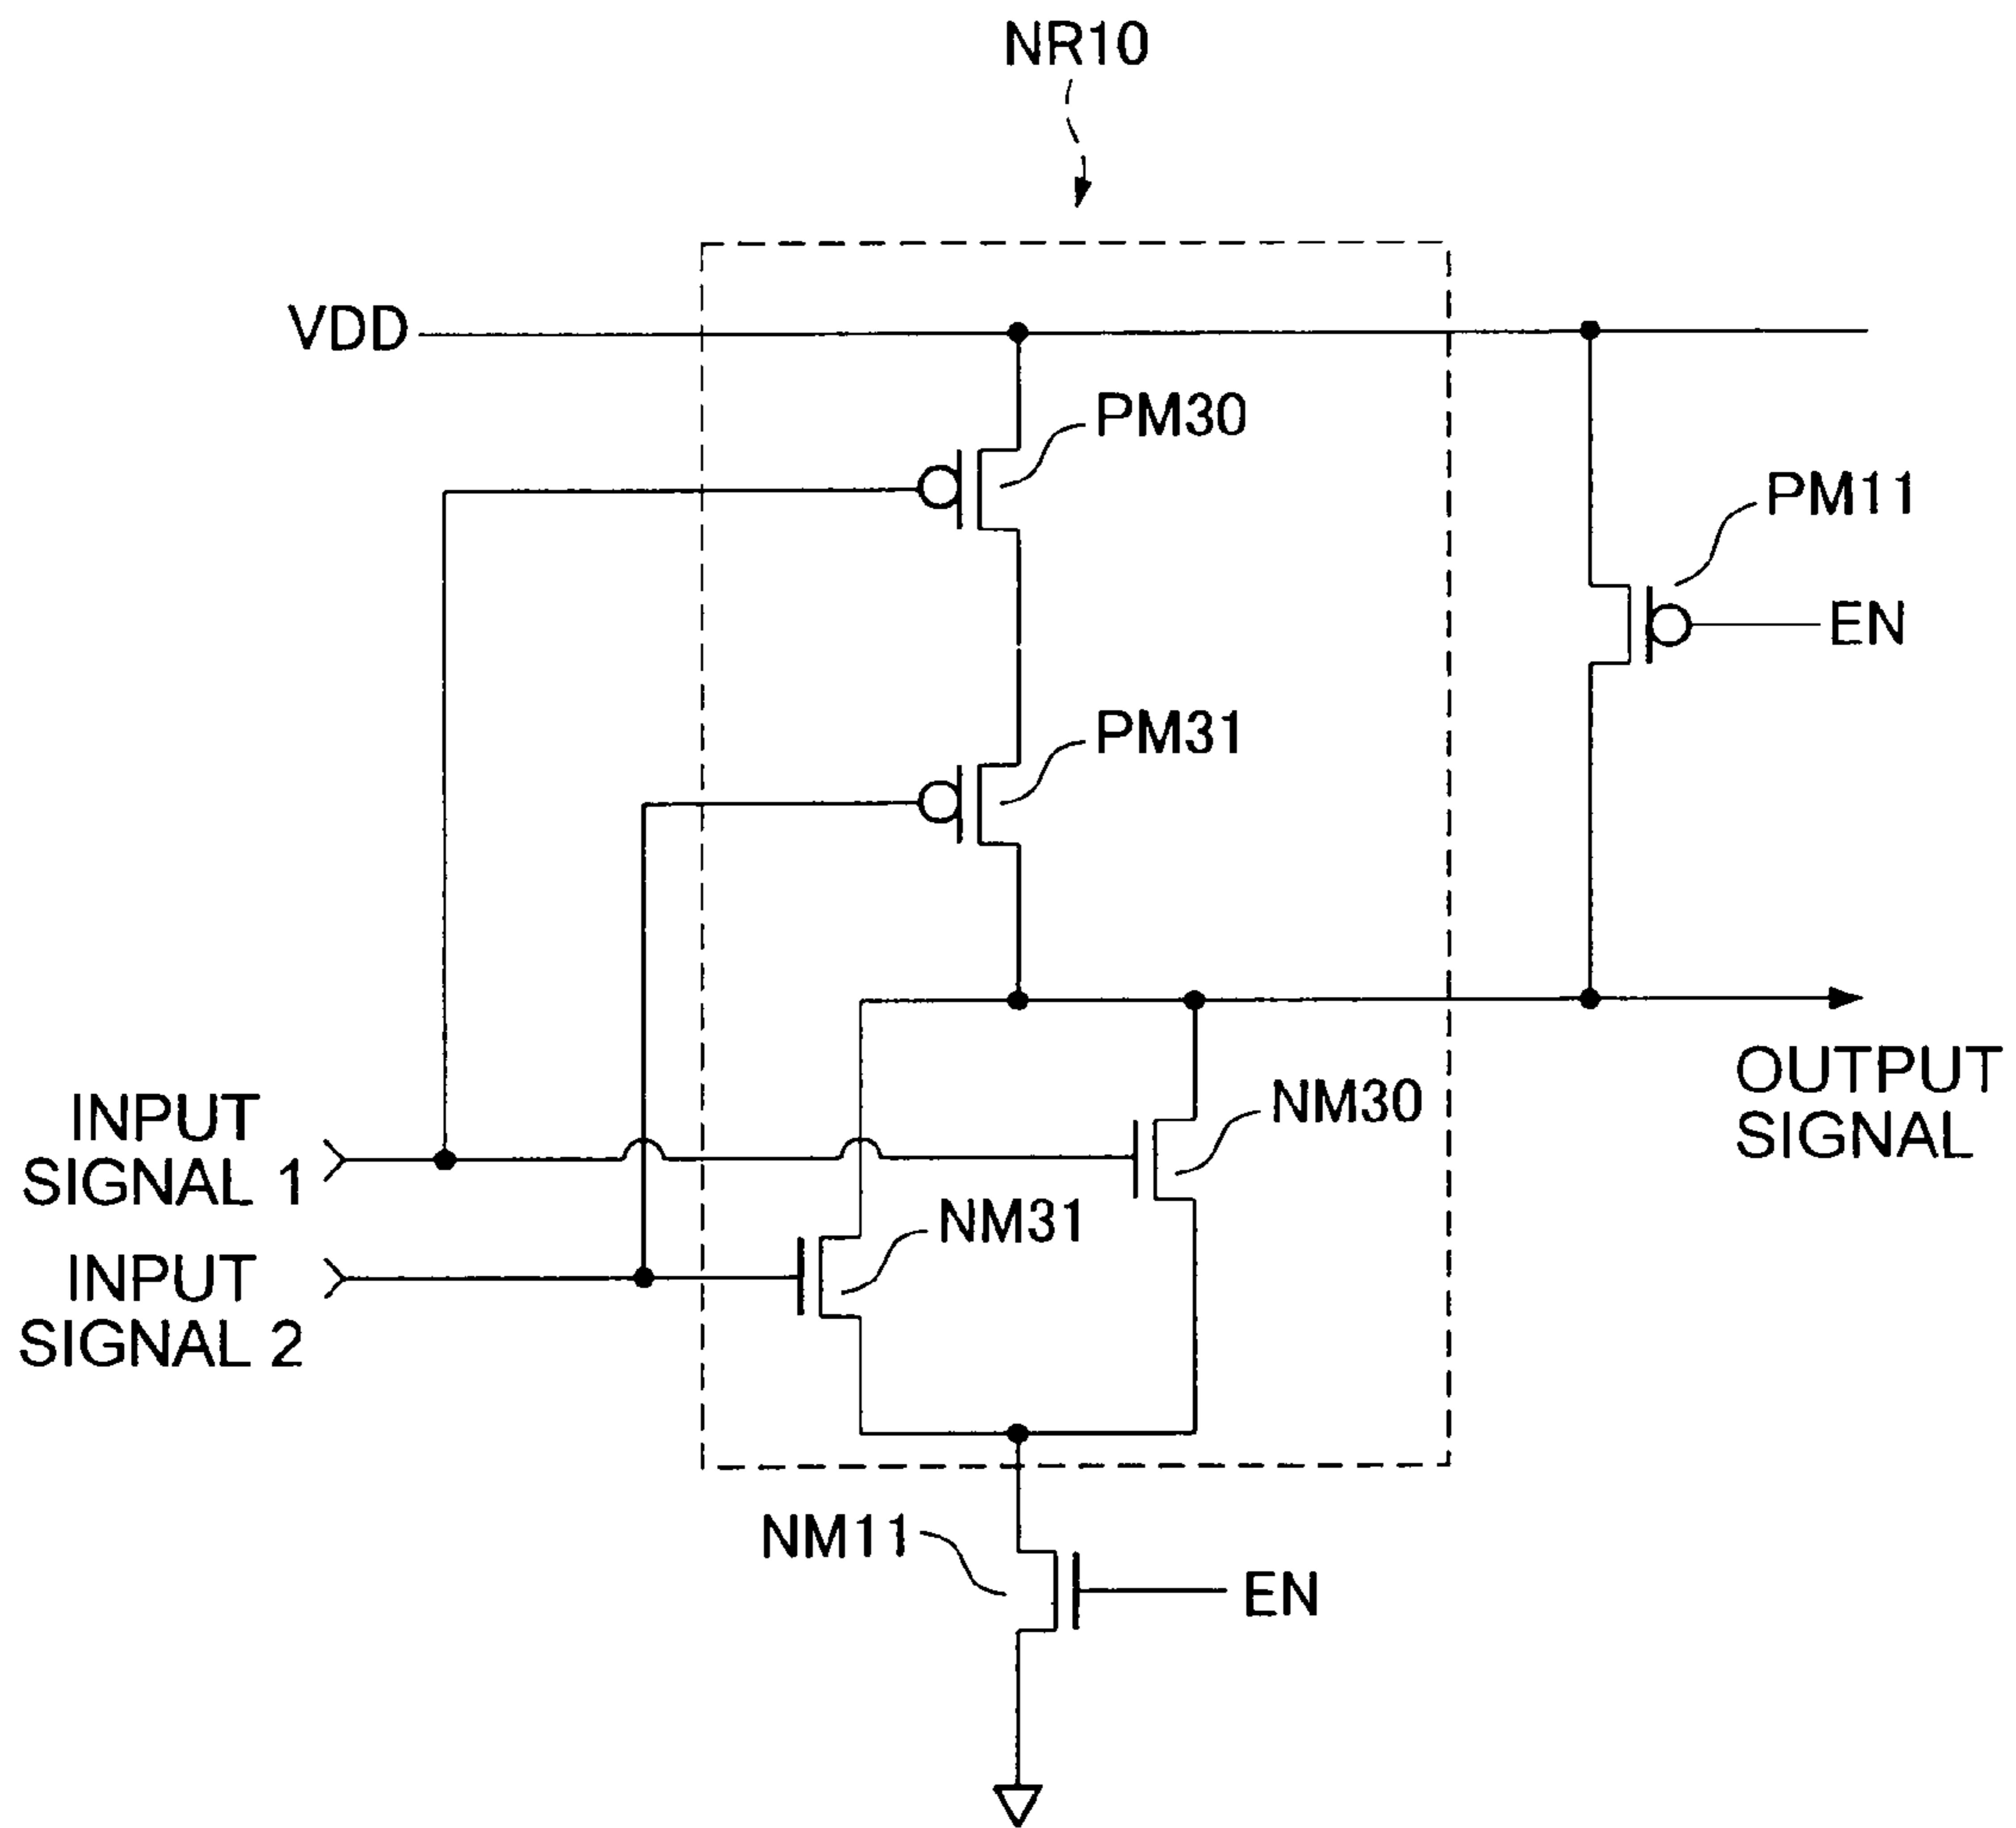 NR10
VDD
PM30
PM11
EN
PM31
OUTPUT
SIGNAL
NM30
INPUT
SIGNAL 1
NM31
INPUT
SIGNAL 2
NM11
EN